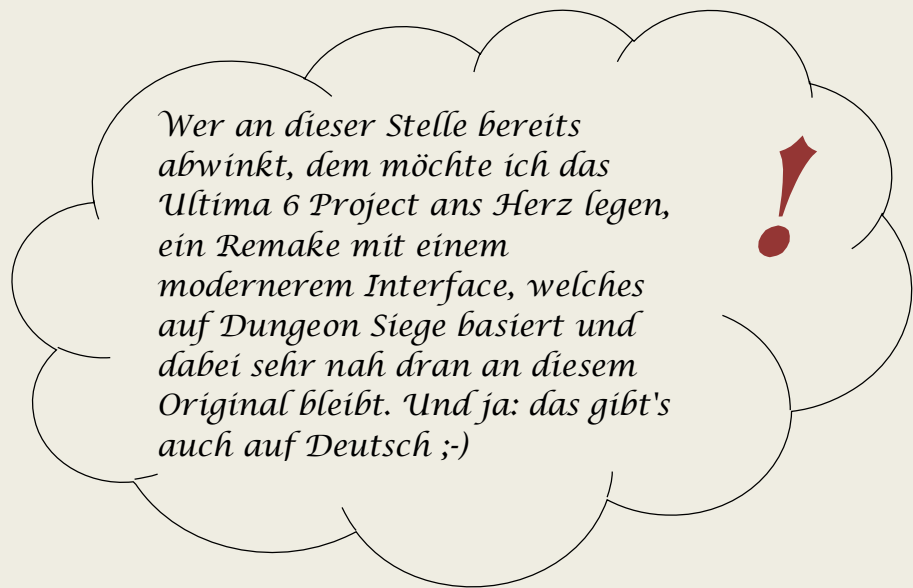 Wer an dieser Stelle bereits
abwinkt, dem möchte ich das
Ultima 6 Project ans Herz legen,
ein Remake mit einem
modernerem Interface, welches
auf Dungeon Siege basiert und
dabei sehr nah dran an diesem
Original bleibt. Und ja: das gibt's
auch auf Deutsch ;-)
!